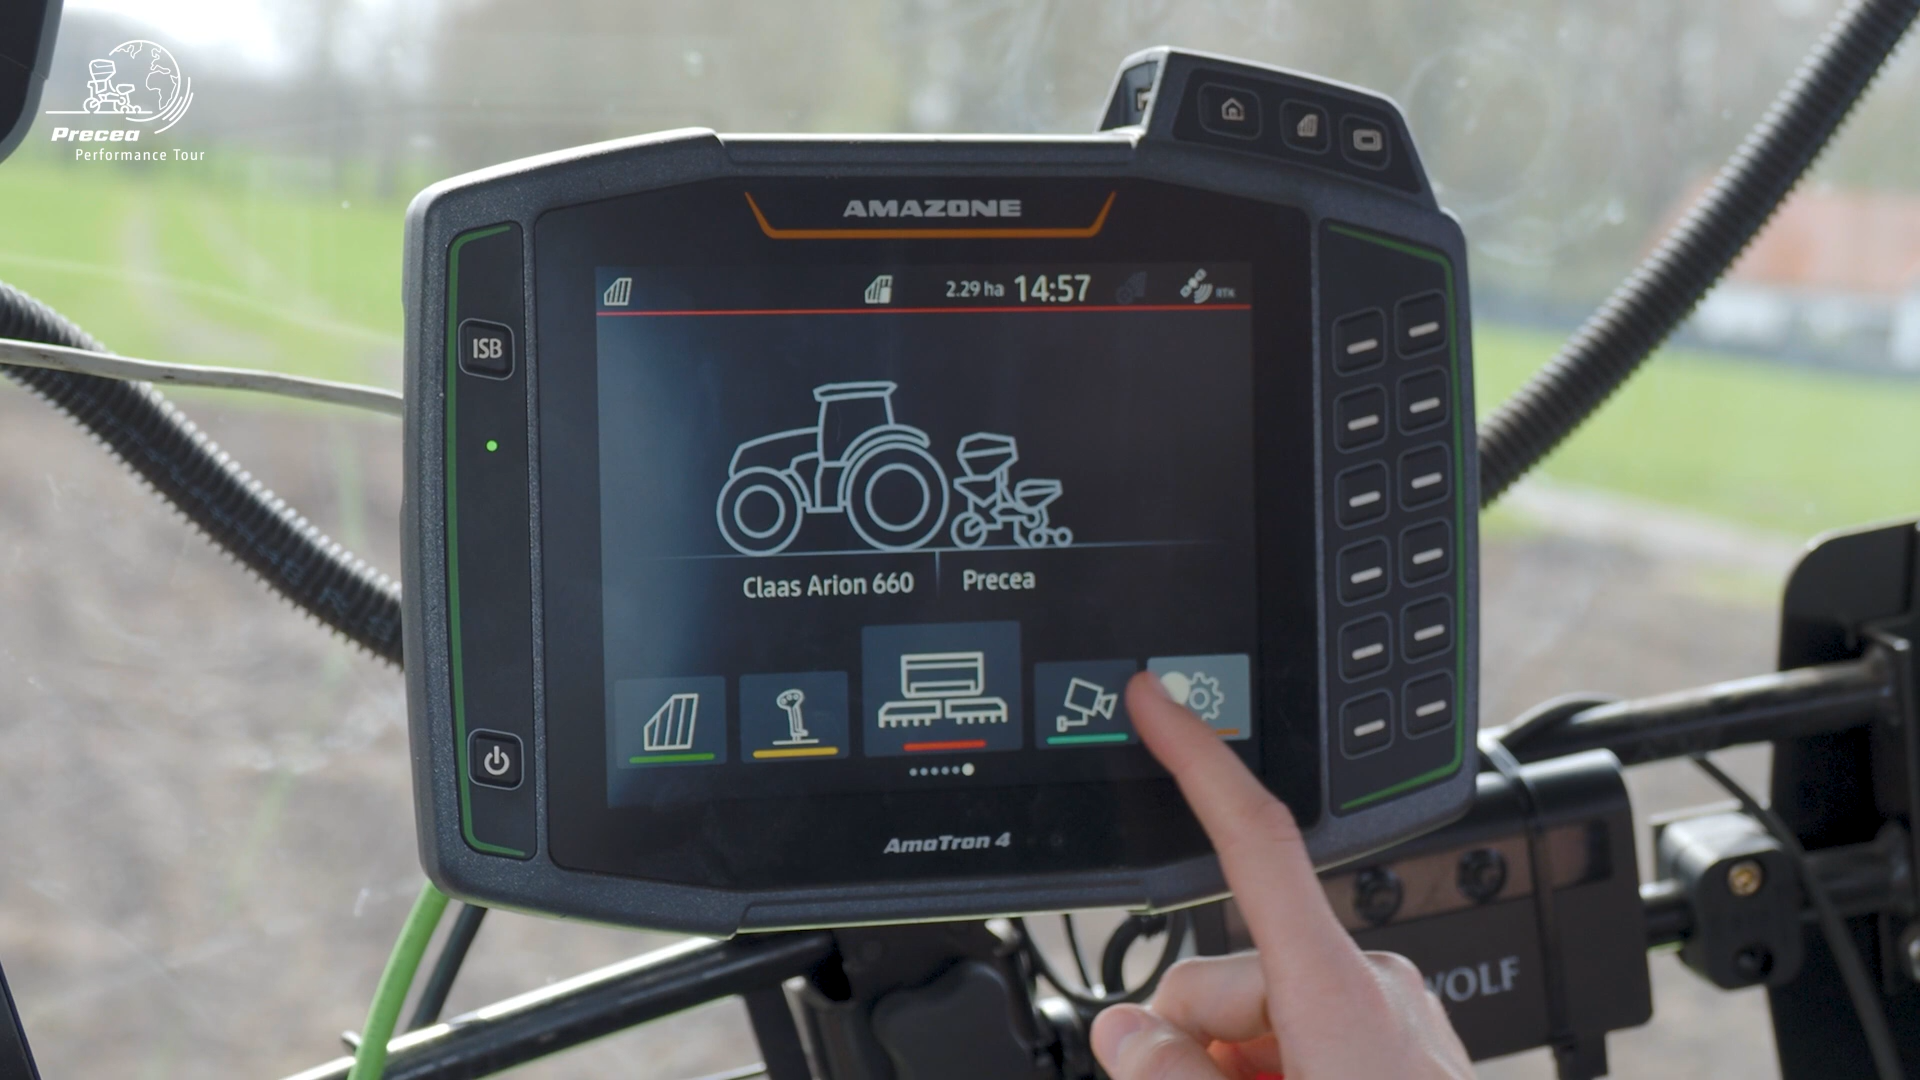 Precea
Performance Tour
AMAZONE
2.29 ha 14:57
RTK
ISB
Claas Arion 660
Precea
AmaTron 4
WOLF